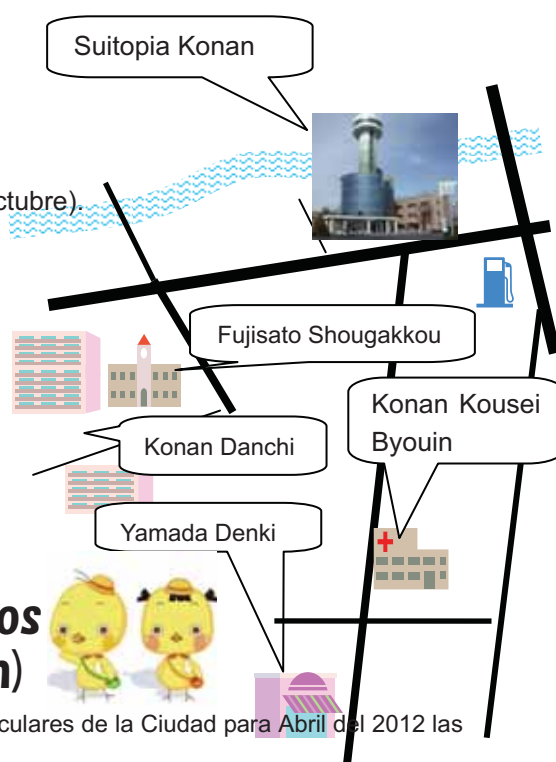 Suitopia Konan
ctubre).
Fujisato Shougakkou
Konan Kousei
Byouin
Konan Danchi
Yamada Denki
os
n)
culares de la Ciudad para Abril del 2012 las